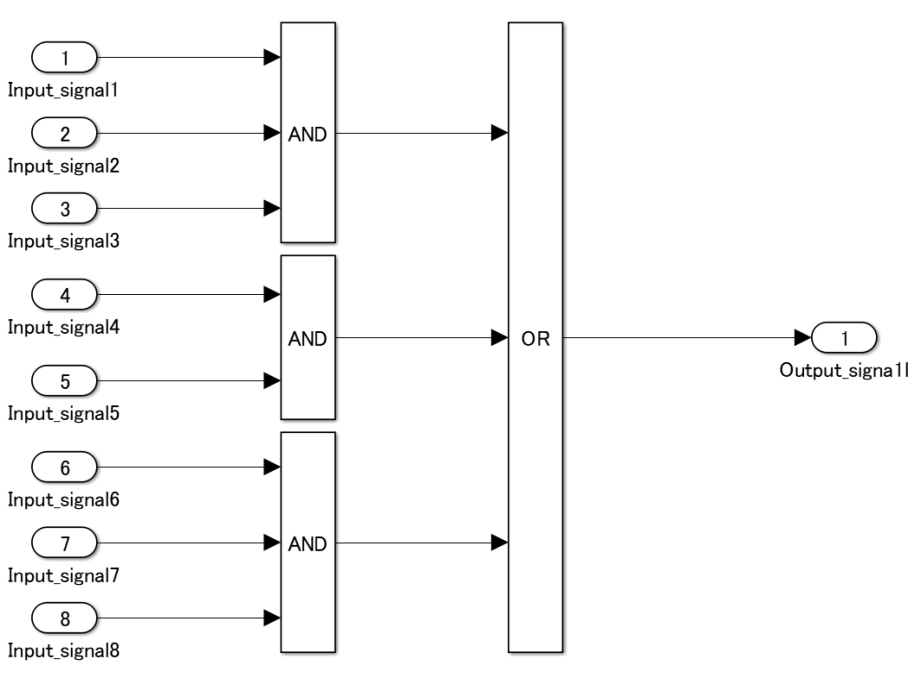 1
Input_signal1
2
Input_signal2
3
Input_signal3
AND
4
Input_signal4
5
Input_signal5
AND
6
Input_signal6
7
Input_signal7
8
Input_signal8
AND
OR
1
Output_signa1l